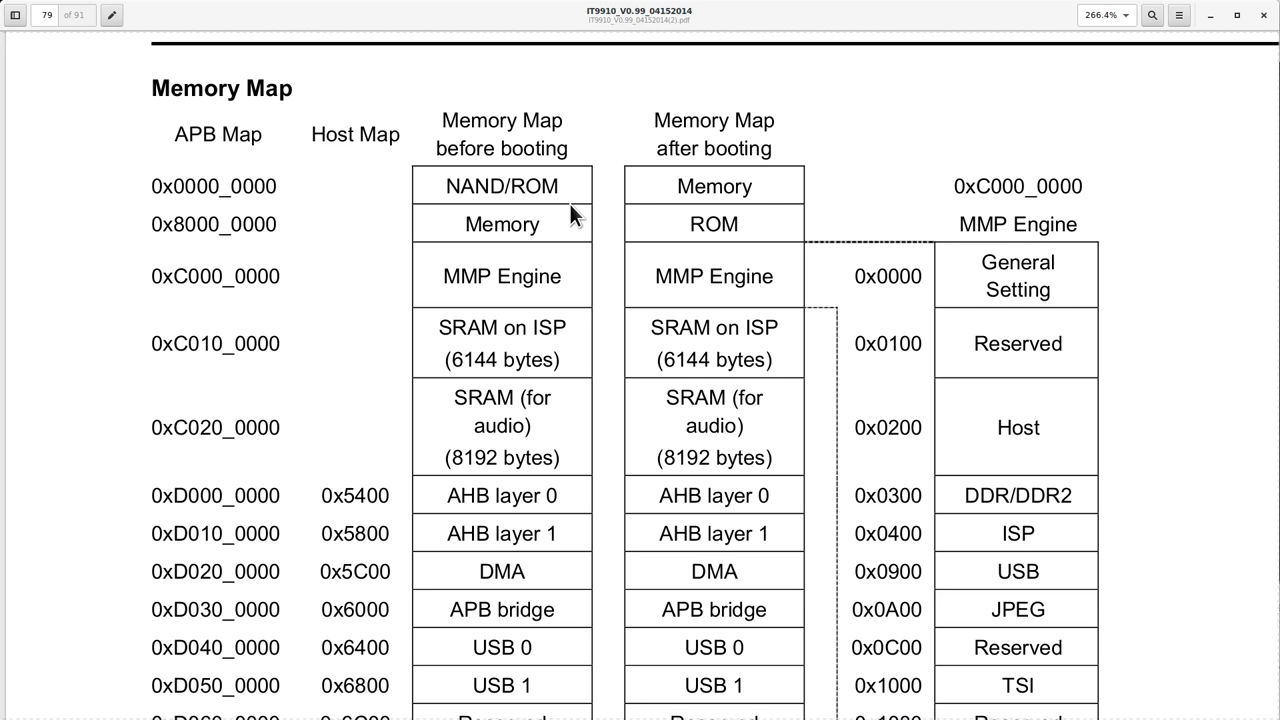 79 of 91
IT9910_V0.99_04152014
IT9910_V0.99_04152014(2).pdf
266.4%
Memory Map
APB Map Host Map Memory Map before booting Memory Map after booting
0x0000_0000 NAND/ROM Memory 0xC000_0000
0x8000_0000 Memory ROM MMP Engine
0xC000_0000 MMP Engine MMP Engine 0x0000 General Setting
0xC010_0000 SRAM on ISP (6144 bytes) SRAM on ISP (6144 bytes) 0x0100 Reserved
0xC020_0000 SRAM (for audio) (8192 bytes) SRAM (for audio) (8192 bytes) 0x0200 Host
0xD000_0000 0x5400 AHB layer 0 AHB layer 0 0x0300 DDR/DDR2
0xD010_0000 0x5800 AHB layer 1 AHB layer 1 0x0400 ISP
0xD020_0000 0x5C00 DMA DMA 0x0900 USB
0xD030_0000 0x6000 APB bridge APB bridge 0x0A00 JPEG
0xD040_0000 0x6400 USB 0 USB 0 0x0C00 Reserved
0xD050_0000 0x6800 USB 1 USB 1 0x1000 TSI